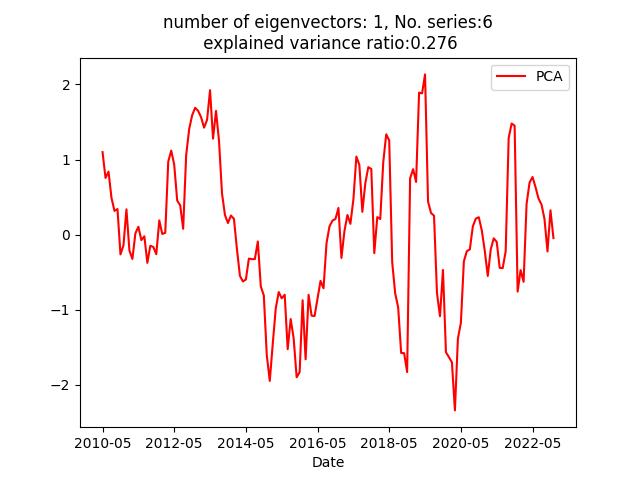 number of eigenvectors: 1, No. series:6
explained variance ratio:0.276
PCA
2
1
0
−1
−2
2010-05 2012-05 2014-05 2016-05 2018-05 2020-05 2022-05
Date